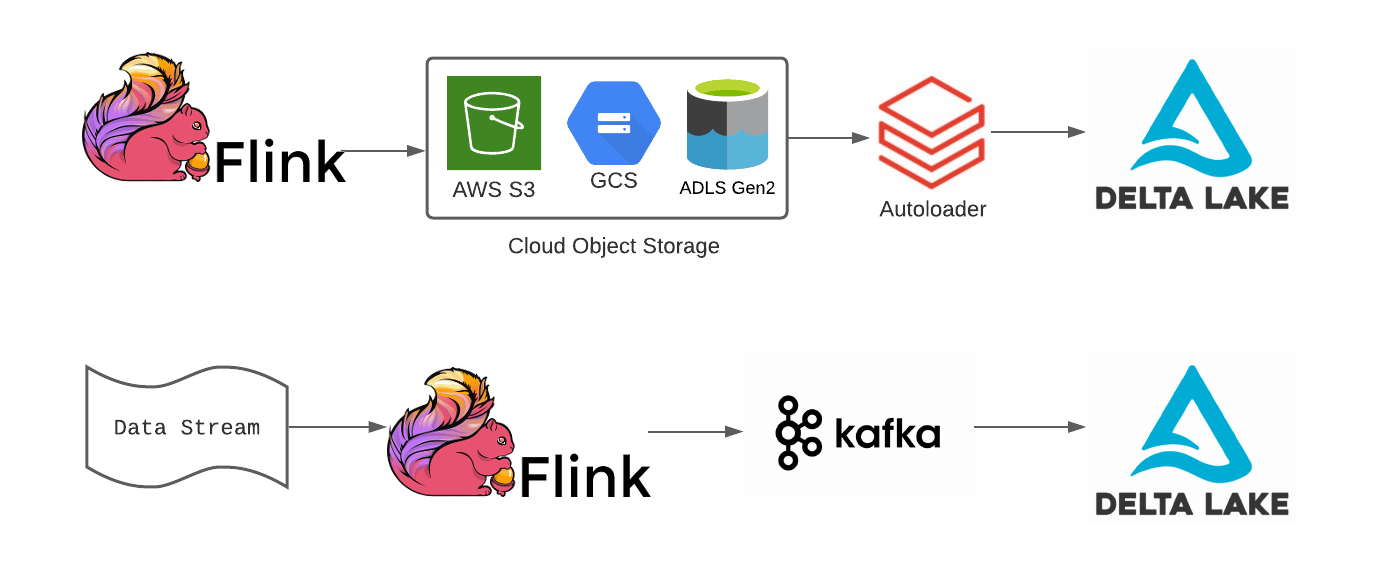 Flink
AWS S3
GCS
ADLS Gen2
Cloud Object Storage
Autoloader
DELTA LAKE
Data Stream
Flink
kafka
DELTA LAKE